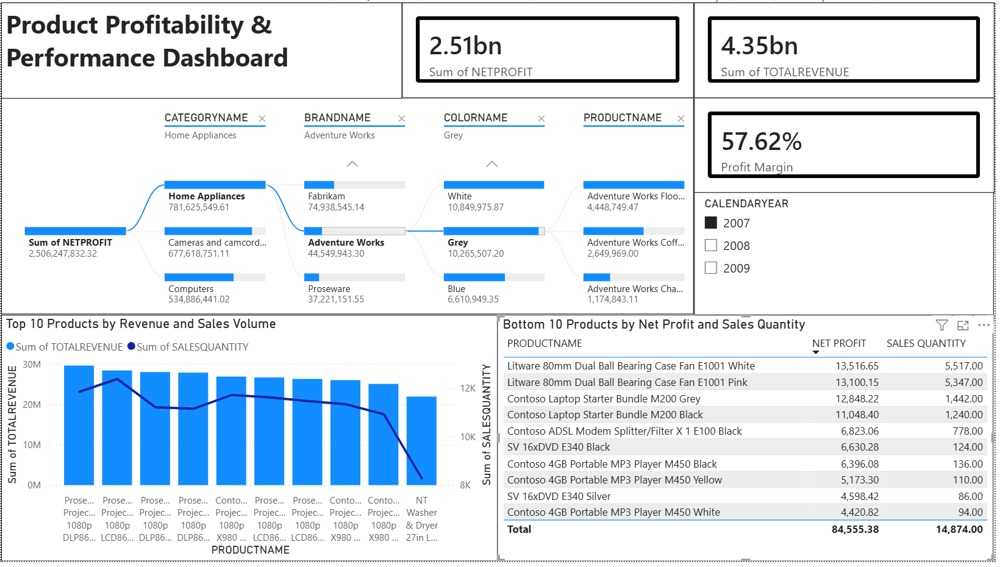 Product Profitability &
Performance Dashboard
2.51bn
Sum of NETPROFIT
4.35bn
Sum of TOTALREVENUE
57.62%
Profit Margin
CALENDARYEAR
2007
2008
2009
CATEGORYNAME
Home Appliances
BRANDNAME
Adventure Works
COLORNAME
Grey
PRODUCTNAME
Sum of NETPROFIT
2,506,247,832.32
Home Appliances
781,625,549.61
Cameras and camcord...
677,618,751.11
Computers
534,886,441.02
Fabrikam
74,938,545.14
Adventure Works
44,549,943.30
Proseware
37,221,151.55
White
10,849,975.87
Grey
10,265,507.20
Blue
6,610,949.35
Adventure Works Floo...
4,448,749.47
Adventure Works Coff...
2,649,969.00
Adventure Works Cha...
1,174,843.11
Top 10 Products by Revenue and Sales Volume
Sum of TOTALREVENUE Sum of SALESQUANTITY
Sum of TOTALREVENUE
30M
20M
10M
0M
12K
10K
8K
Sum of SALESQUANTITY
Prose... Prose... Prose... Prose... Conto... Prose... Prose... Conto... Conto... NT
Projec... Projec... Projec... Projec... Projec... Projec... Projec... Projec... Projec... Washer
1080p 1080p 1080p 1080p 1080p 1080p 1080p 1080p 1080p & Dryer
DLP86... LCD86... DLP86... DLP86... X980 ... LCD86... LCD86... X980 ... X980 ... 27in L...
PRODUCTNAME
Bottom 10 Products by Net Profit and Sales Quantity
PRODUCTNAME NET PROFIT SALES QUANTITY
Litware 80mm Dual Ball Bearing Case Fan E1001 White 13,516.65 5,517.00
Litware 80mm Dual Ball Bearing Case Fan E1001 Pink 13,100.15 5,347.00
Contoso Laptop Starter Bundle M200 Grey 12,848.22 1,442.00
Contoso Laptop Starter Bundle M200 Black 11,048.40 1,240.00
Contoso ADSL Modem Splitter/Filter X 1 E100 Black 6,823.06 778.00
SV 16xDVD E340 Black 6,630.28 124.00
Contoso 4GB Portable MP3 Player M450 Black 6,396.08 136.00
Contoso 4GB Portable MP3 Player M450 Yellow 5,173.30 110.00
SV 16xDVD E340 Silver 4,598.42 86.00
Contoso 4GB Portable MP3 Player M450 White 4,420.82 94.00
Total 84,555.38 14,874.00